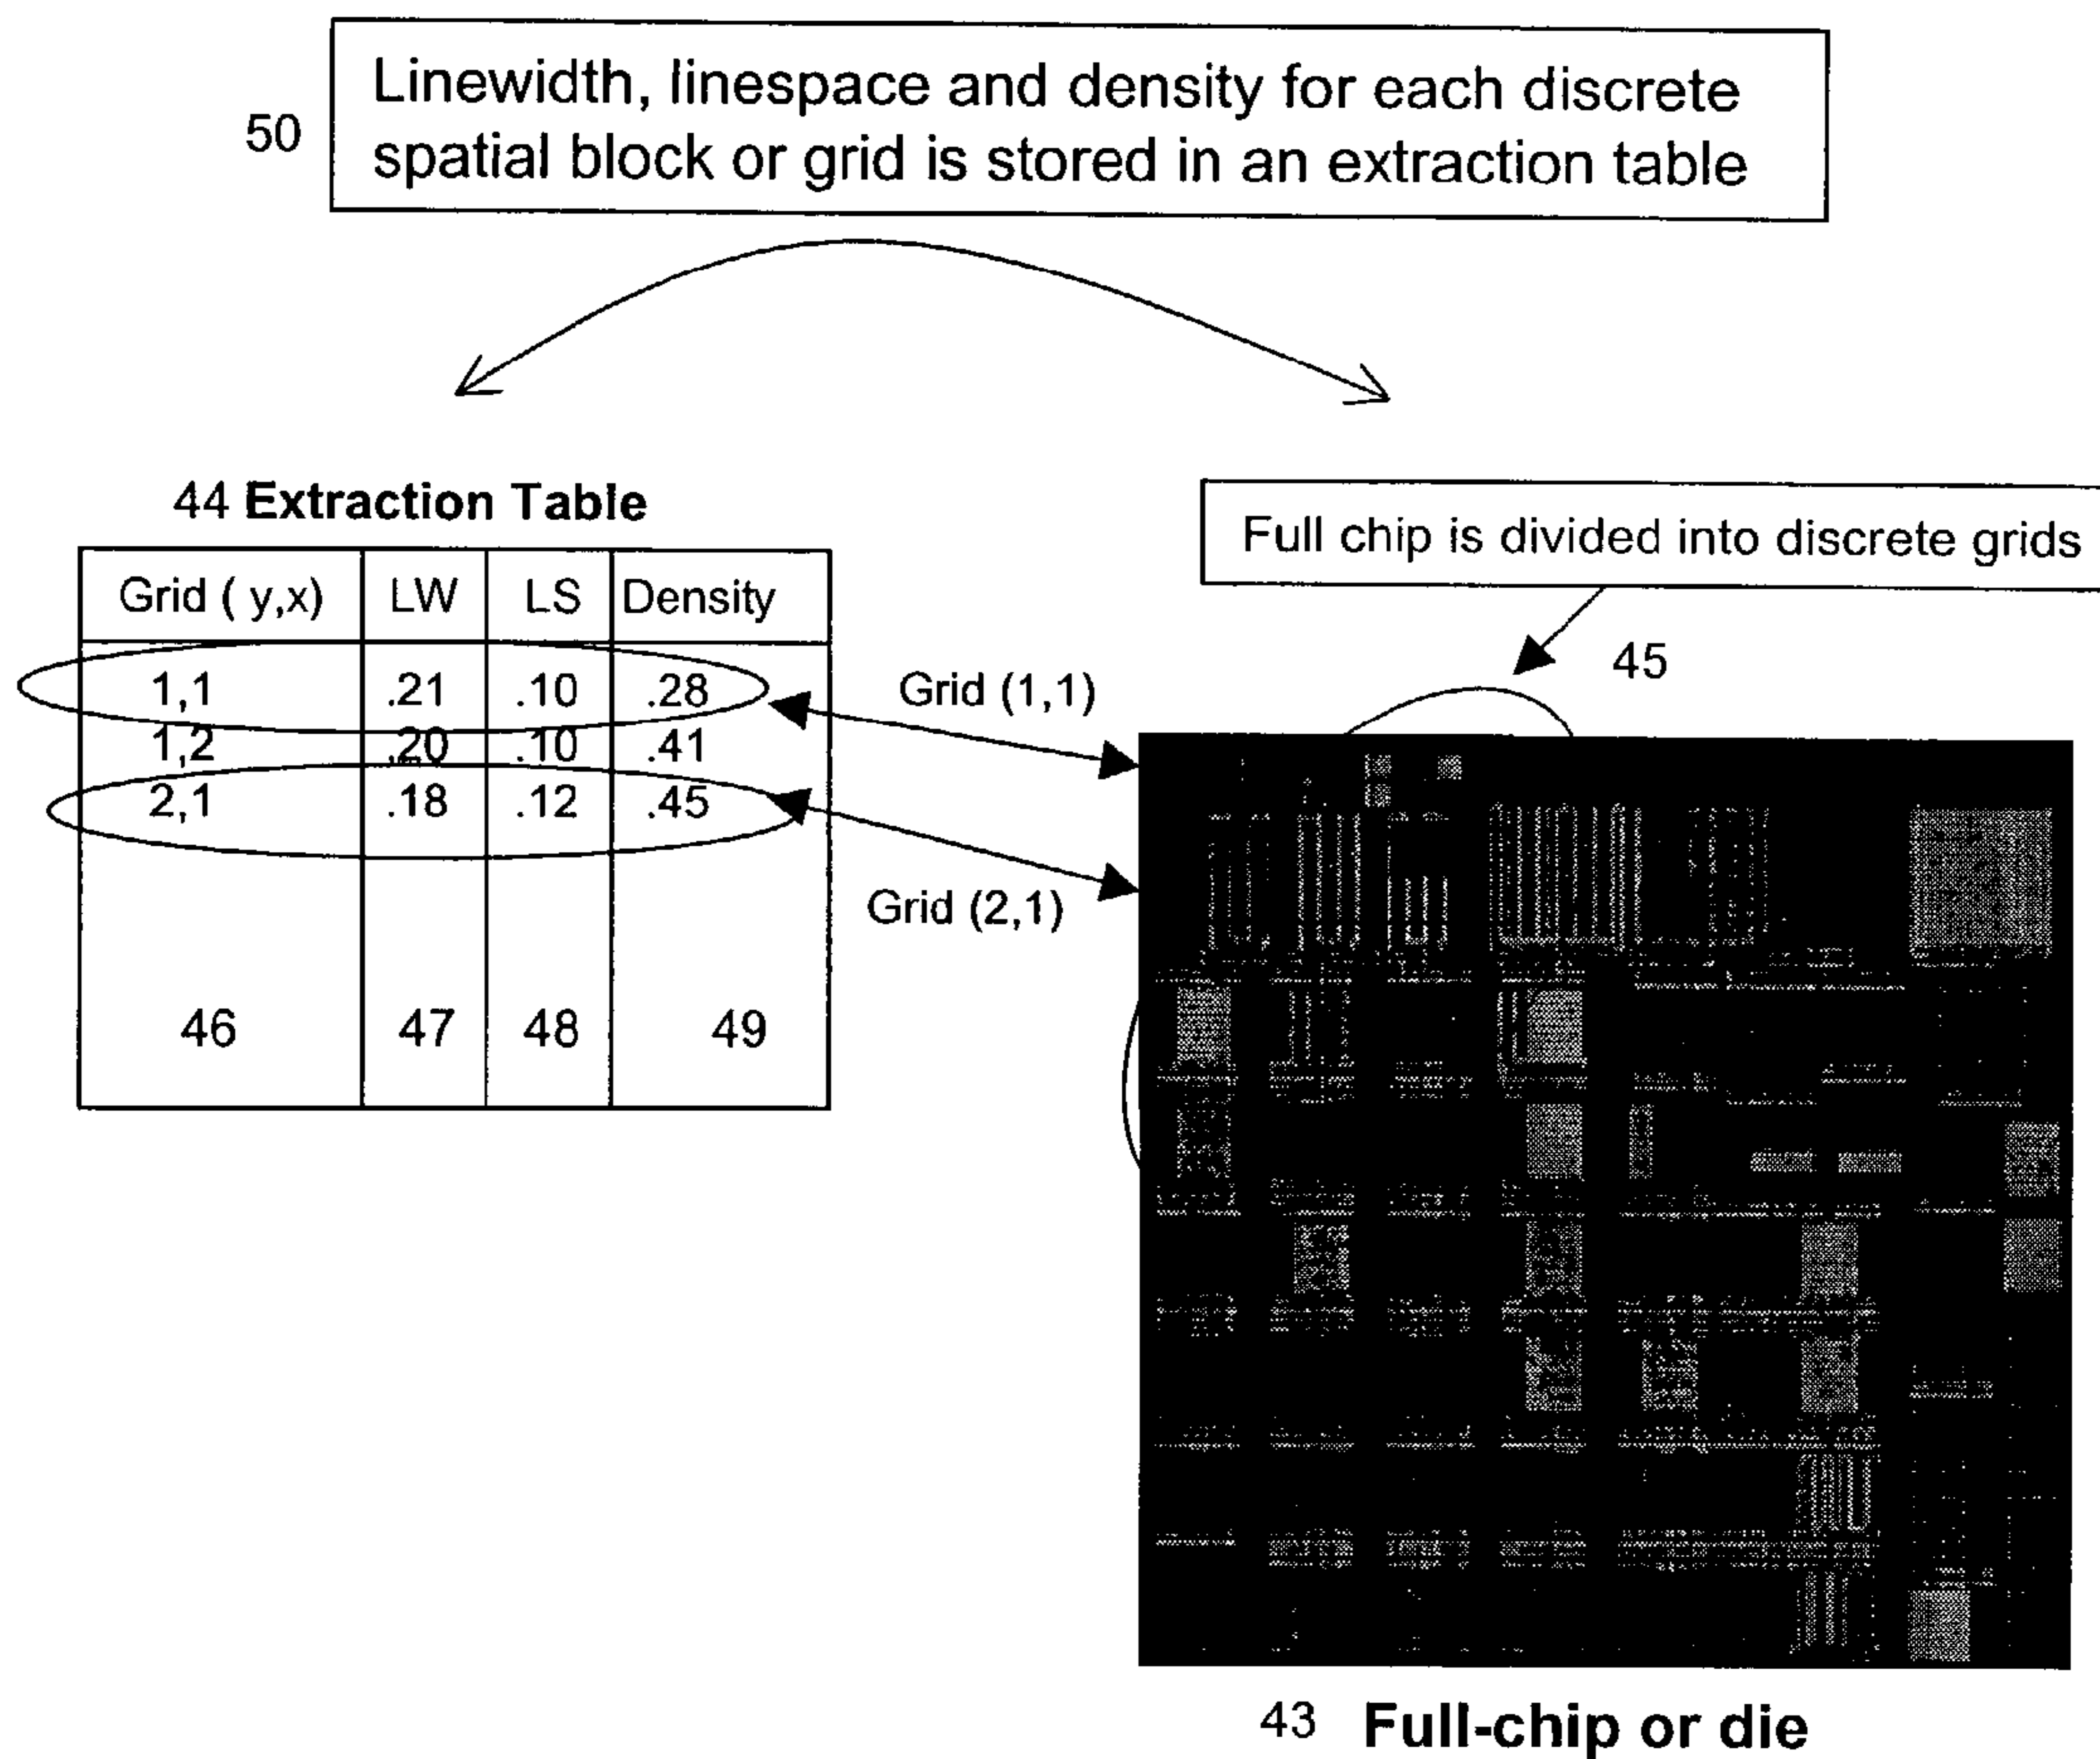 Linewidth, linespace and density for each discrete
50
spatial block or grid is stored in an extraction table
44 Extraction Table
Full chip is divided into discrete grids
Grid ( y,x) LW LS Density
45
1,1 .21 .10 .28
Grid (1,1)
1,2 .20 .10 .41
2,1 .18 .12 .45
Grid (2,1)
46 47 48 49
43 Full-chip or die